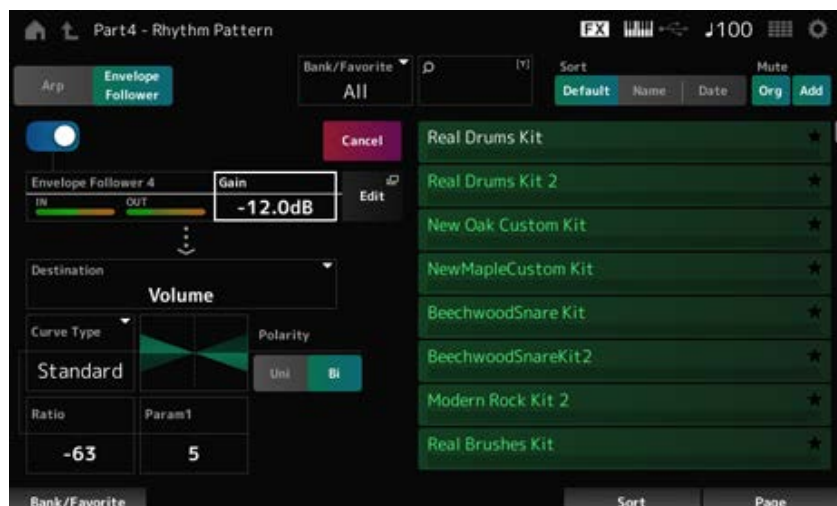 Part4 - Rhythm Pattern
FX
♩100
Arp
Envelope
Follower
Bank/Favorite
All
[Y]
Sort
Default
Name
Date
Mute
Org
Add
Cancel
Envelope Follower 4
IN
OUT
Gain
-12.0dB
Edit
Destination
Volume
Curve Type
Standard
Polarity
Uni
Bi
Ratio
-63
Param1
5
Real Drums Kit
Real Drums Kit 2
New Oak Custom Kit
NewMapleCustom Kit
BeechwoodSnare Kit
BeechwoodSnareKit2
Modern Rock Kit 2
Real Brushes Kit
Bank/Favorite
Sort
Page